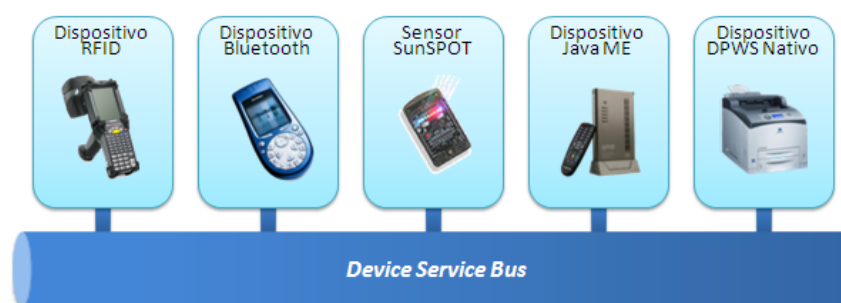 Dispositivo
RFID
Dispositivo
Bluetooth
Sensor
SunSPOT
Dispositivo
Java ME
Dispositivo
DPWS Nativo
Device Service Bus